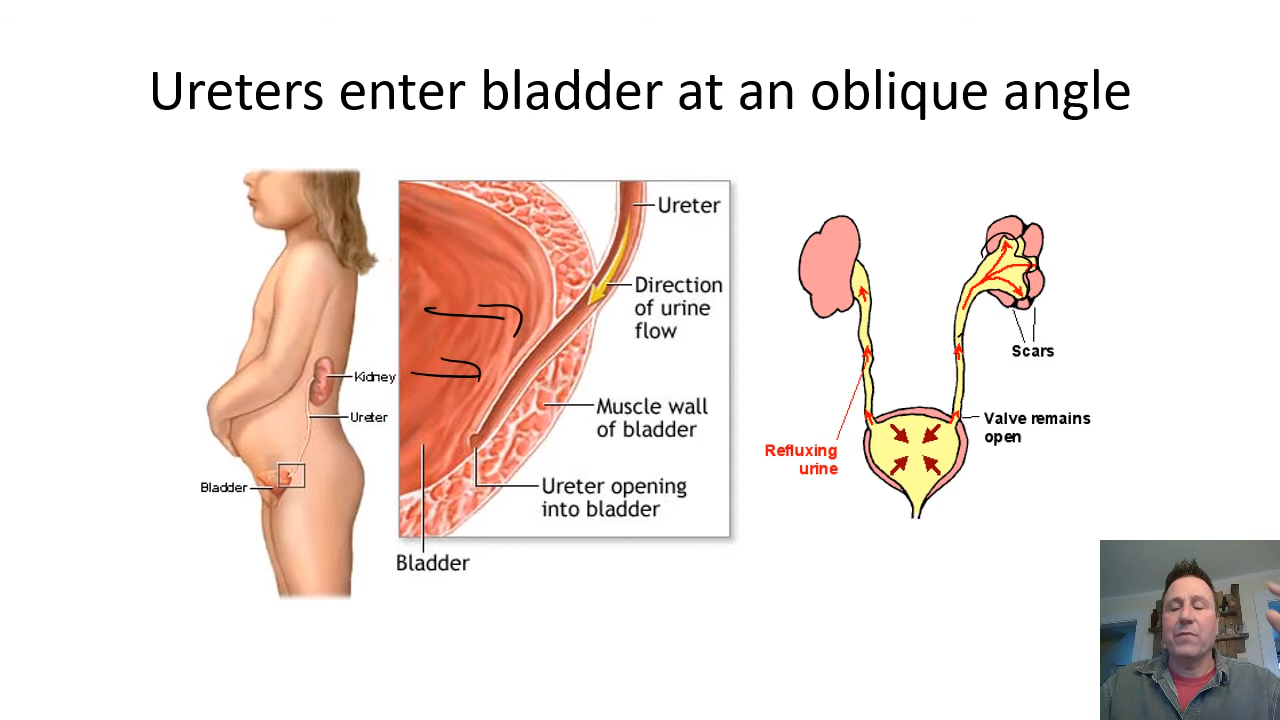 Ureters enter bladder at an oblique angle
Kidney
Ureter
Bladder
Ureter
Direction
of urine
flow
Muscle wall
of bladder
Ureter opening
into bladder
Bladder
Scars
Valve remains
open
Refluxing
urine